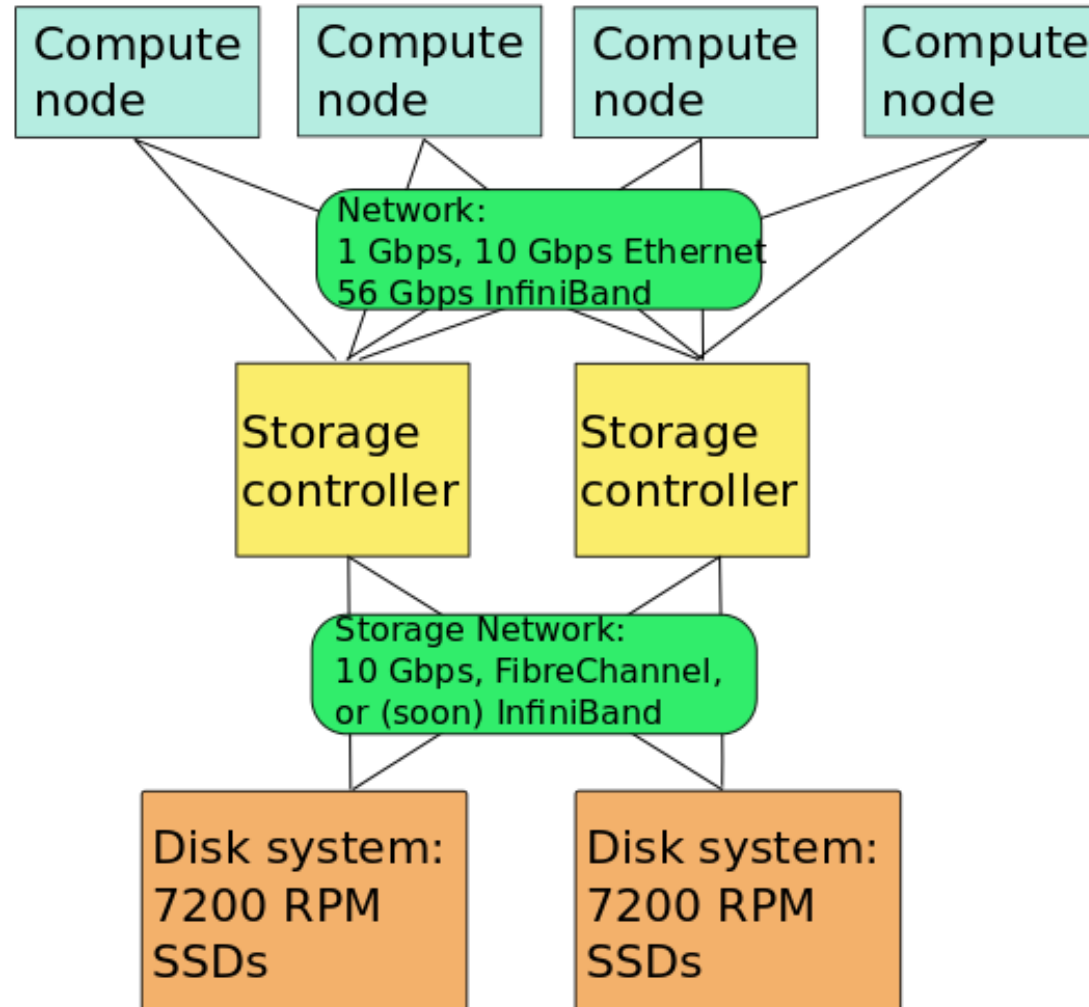 Compute
node
Compute
node
Compute
node
Compute
node
Network:
1 Gbps, 10 Gbps Ethernet
56 Gbps InfiniBand
Storage
controller
Storage
controller
Storage Network:
10 Gbps, FibreChannel,
or (soon) InfiniBand
Disk system:
7200 RPM
SSDs
Disk system:
7200 RPM
SSDs